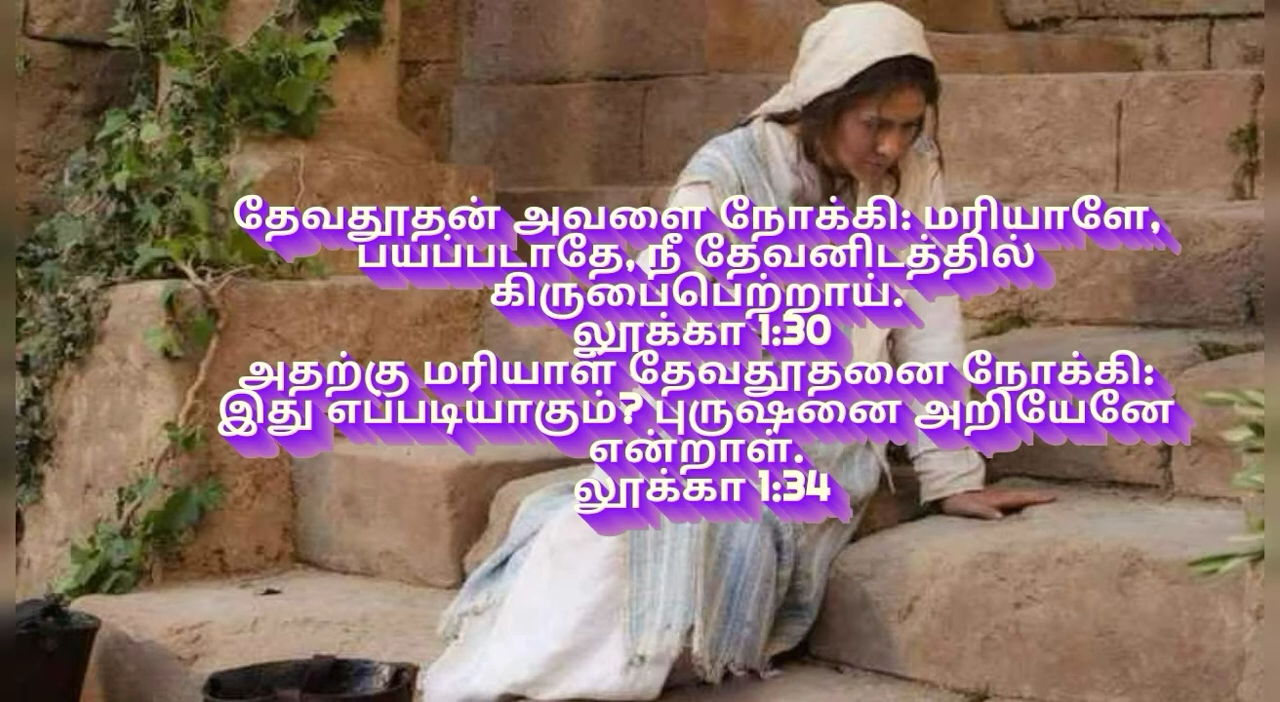 தேவதூதன் அவளை நோக்கி: மரியாளே,
பயப்படாதே, நீ தேவனிடத்தில்
கிருபைபெற்றாய்.
லூக்கா 1:30
அதற்கு மரியாள் தேவதூதனை நோக்கி:
இது எப்படியாகும்? புருஷனை அறியேனே
என்றாள்.
லூக்கா 1:34